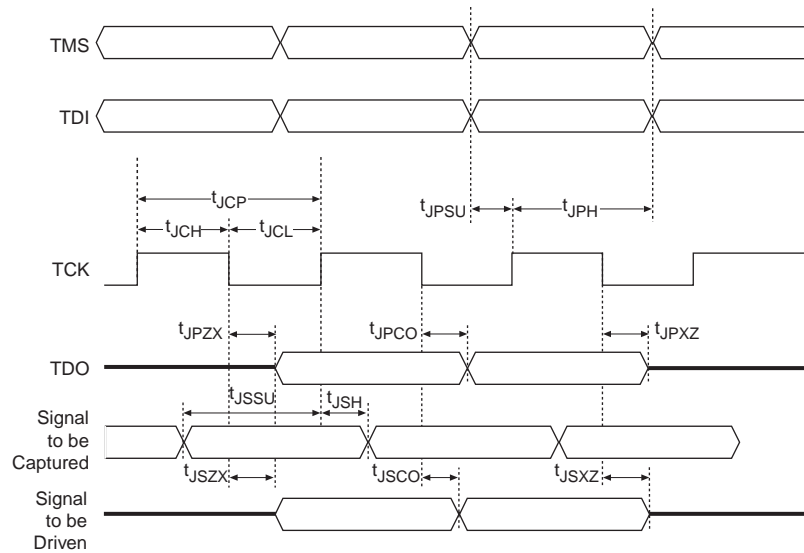 TMS
TDI
tJCP
tJPSU
tJPH
tJCH
tJCL
TCK
tJPZX
tJPCO
tJPXZ
TDO
tJSSU
tJSH
Signal
to be
Captured
tJSZX
tJSCO
tJSXZ
Signal
to be
Driven